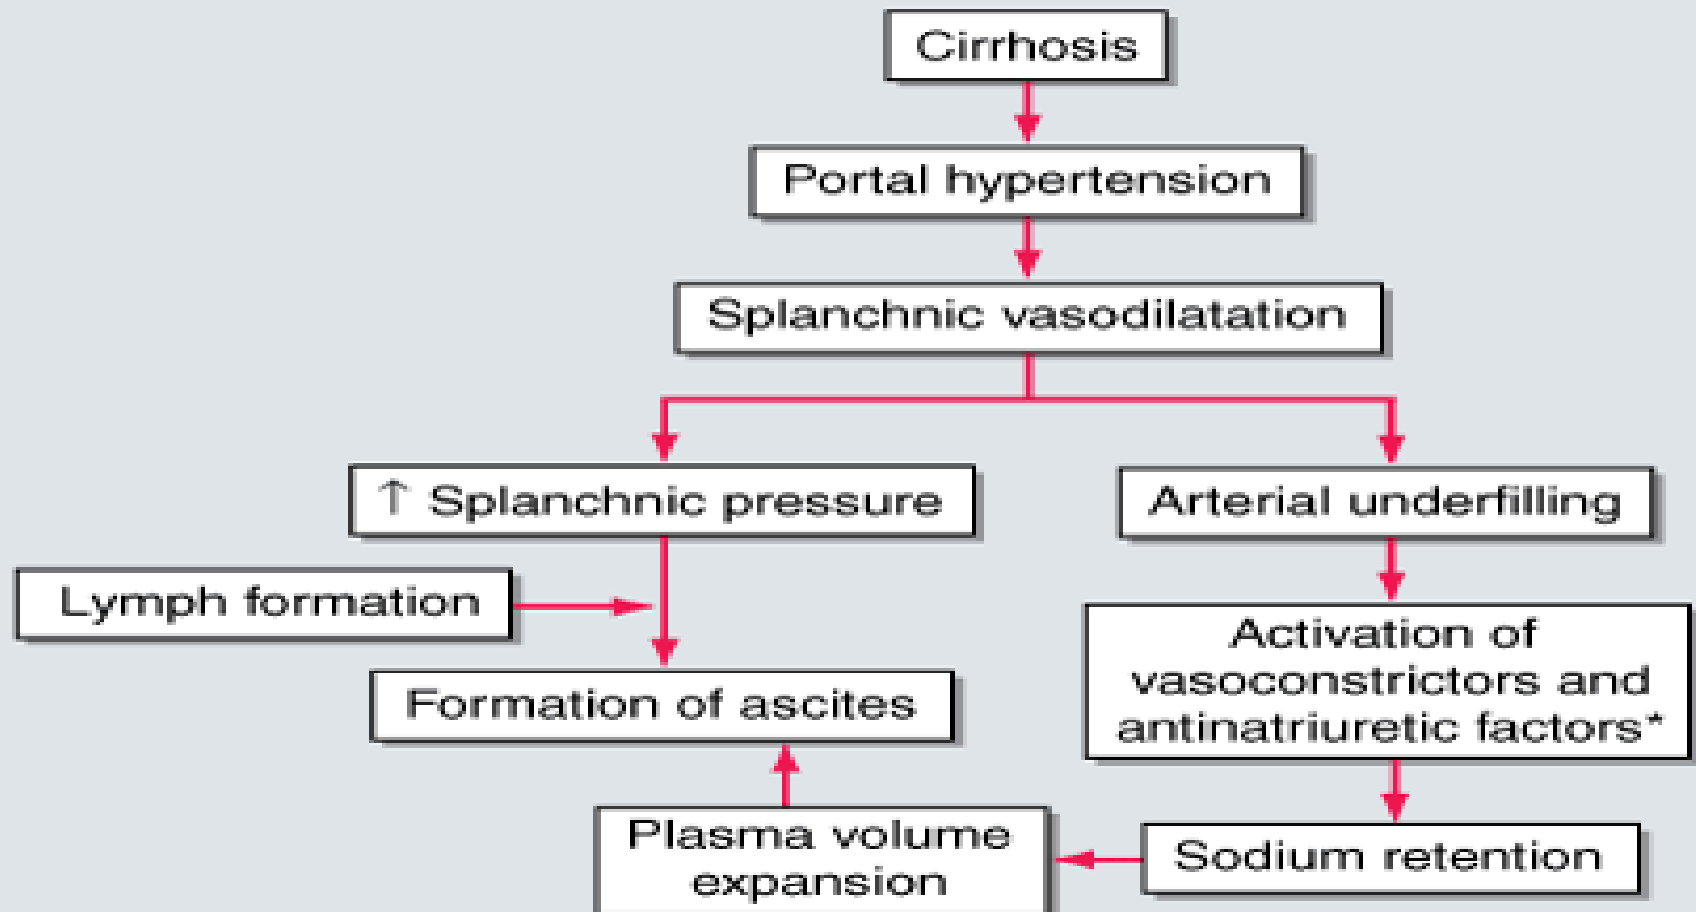 Cirrhosis
Portal hypertension
Splanchnic vasodilatation
↑ Splanchnic pressure
Arterial underfilling
Lymph formation
Activation of
vasoconstrictors and
antinatriuretic factors*
Formation of ascites
Plasma volume
expansion
Sodium retention